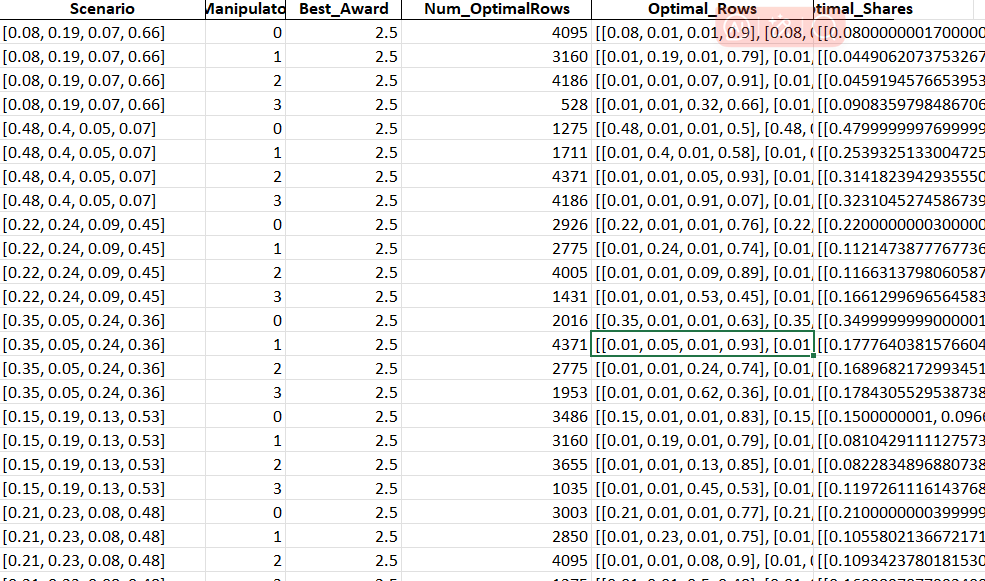 Scenario Manipulato Best_Award Num_OptimalRows Optimal_Rows timal_Shares
[0.08, 0.19, 0.07, 0.66] 0 2.5 4095 [[0.08, 0.01, 0.01, 0.9], [0.08, ( [[0.0800000001700000
[0.08, 0.19, 0.07, 0.66] 1 2.5 3160 [[0.01, 0.19, 0.01, 0.79], [0.01, [[0.0449062073753267
[0.08, 0.19, 0.07, 0.66] 2 2.5 4186 [[0.01, 0.01, 0.07, 0.91], [0.01, [[0.0459194576653953
[0.08, 0.19, 0.07, 0.66] 3 2.5 528 [[0.01, 0.01, 0.32, 0.66], [0.01, [[0.0908359798486706
[0.48, 0.4, 0.05, 0.07] 0 2.5 1275 [[0.48, 0.01, 0.01, 0.5], [0.48, ( [[0.4799999997699999
[0.48, 0.4, 0.05, 0.07] 1 2.5 1711 [[0.01, 0.4, 0.01, 0.58], [0.01, ( [[0.2539325133004725
[0.48, 0.4, 0.05, 0.07] 2 2.5 4371 [[0.01, 0.01, 0.05, 0.93], [0.01, [[0.3141823942935550
[0.48, 0.4, 0.05, 0.07] 3 2.5 4186 [[0.01, 0.01, 0.91, 0.07], [0.01, [[0.3231045274586739
[0.22, 0.24, 0.09, 0.45] 0 2.5 2926 [[0.22, 0.01, 0.01, 0.76], [0.22, [[0.2200000000300000
[0.22, 0.24, 0.09, 0.45] 1 2.5 2775 [[0.01, 0.24, 0.01, 0.74], [0.01, [[0.1121473877767736
[0.22, 0.24, 0.09, 0.45] 2 2.5 4005 [[0.01, 0.01, 0.09, 0.89], [0.01, [[0.1166313798060587
[0.22, 0.24, 0.09, 0.45] 3 2.5 1431 [[0.01, 0.01, 0.53, 0.45], [0.01, [[0.1661299696564583
[0.35, 0.05, 0.24, 0.36] 0 2.5 2016 [[0.35, 0.01, 0.01, 0.63], [0.35, [[0.3499999999000001
[0.35, 0.05, 0.24, 0.36] 1 2.5 4371 [[0.01, 0.05, 0.01, 0.93], [0.01, [[0.1777640381576604
[0.35, 0.05, 0.24, 0.36] 2 2.5 2775 [[0.01, 0.01, 0.24, 0.74], [0.01, [[0.1689682172993451
[0.35, 0.05, 0.24, 0.36] 3 2.5 1953 [[0.01, 0.01, 0.62, 0.36], [0.01, [[0.1784305529538738
[0.15, 0.19, 0.13, 0.53] 0 2.5 3486 [[0.15, 0.01, 0.01, 0.83], [0.15, [[0.1500000001, 0.0966
[0.15, 0.19, 0.13, 0.53] 1 2.5 3160 [[0.01, 0.19, 0.01, 0.79], [0.01, [[0.0810429111127573
[0.15, 0.19, 0.13, 0.53] 2 2.5 3655 [[0.01, 0.01, 0.13, 0.85], [0.01, [[0.0822834896880738
[0.15, 0.19, 0.13, 0.53] 3 2.5 1035 [[0.01, 0.01, 0.45, 0.53], [0.01, [[0.1197261116143768
[0.21, 0.23, 0.08, 0.48] 0 2.5 3003 [[0.21, 0.01, 0.01, 0.77], [0.21, [[0.2100000000399999
[0.21, 0.23, 0.08, 0.48] 1 2.5 2850 [[0.01, 0.23, 0.01, 0.75], [0.01, [[0.1055802136672171
[0.21, 0.23, 0.08, 0.48] 2 2.5 4095 [[0.01, 0.01, 0.08, 0.9], [0.01, ( [[0.1093423780181530